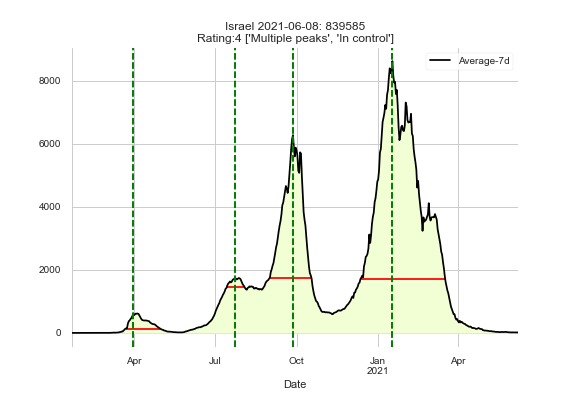 Israel 2021-06-08: 839585
Rating:4 ['Multiple peaks', 'In control']
Average-7d
8000
6000
4000
2000
0
Apr
Jul
Oct
Jan
2021
Apr
Date